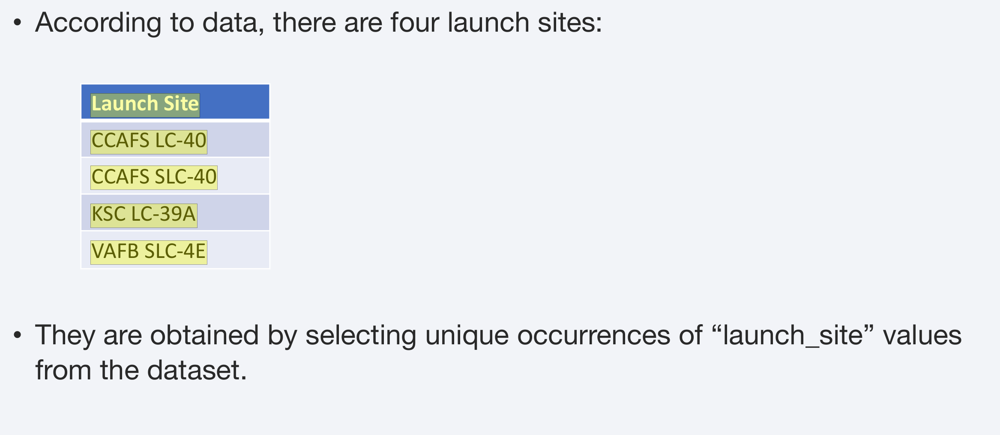 • According to data, there are four launch sites:
Launch Site
CCAFS LC-40
CCAFS SLC-40
KSC LC-39A
VAFB SLC-4E
• They are obtained by selecting unique occurrences of “launch_site” values
from the dataset.